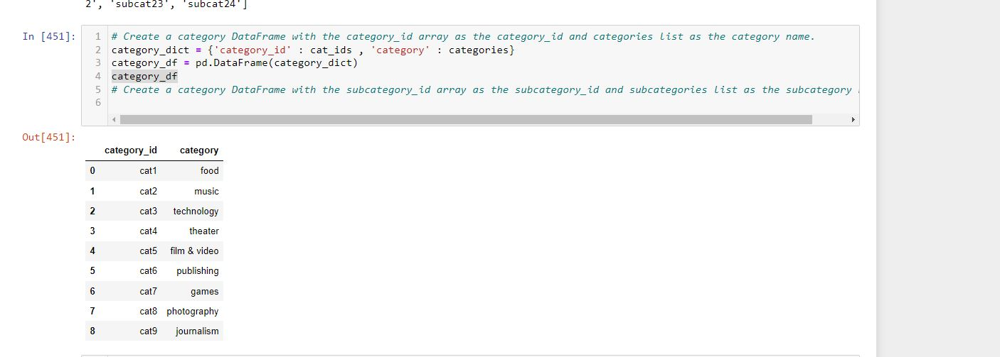 2', 'subcat23', 'subcat24']
In [451]:
1 # Create a category DataFrame with the category_id array as the category_id and categories list as the category name.
2 category_dict = {'category_id' : cat_ids , 'category' : categories}
3 category_df = pd.DataFrame(category_dict)
4 category_df
5 # Create a category DataFrame with the subcategory_id array as the subcategory_id and subcategories list as the subcategory
6
Out[451]:
category_id category
0 cat1 food
1 cat2 music
2 cat3 technology
3 cat4 theater
4 cat5 film & video
5 cat6 publishing
6 cat7 games
7 cat8 photography
8 cat9 journalism